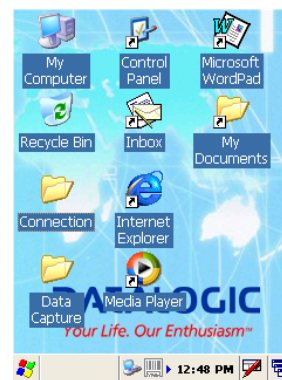 My Computer
Control Panel
Microsoft WordPad
Recycle Bin
Inbox
My Documents
Connection
Internet Explorer
Data Capture
Media Player
DATALOGIC
Your Life. Our Enthusiasm™
12:48 PM